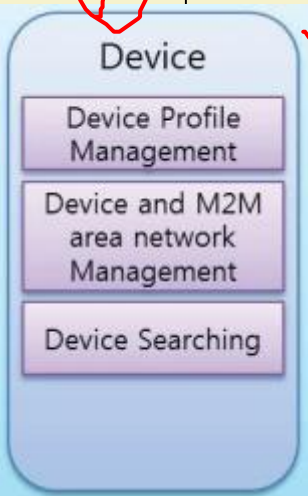 Device
Device Profile
Management
Device and M2M
area network
Management
Device Searching